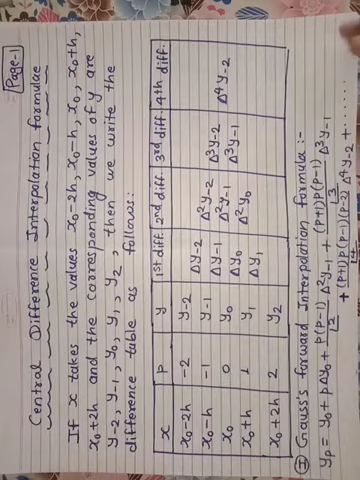 Page-1
Central Difference Interpolation formulae
If x takes the values x₀-2h, x₀-h, x₀, x₀+h,
x₀+2h and the corresponding values of y are
y-2, y-1, y₀, y₁, y₂, then we write the
difference table as follows:
x P y 1st diff. 2nd diff. 3rd diff. 4th diff.
x₀-2h -2 y-2
Δy-2
x₀-h -1 y-1 Δ²y-2
Δy-1 Δ³y-2
x₀ 0 y₀ Δ²y-1 Δ⁴y-2
Δy₀ Δ³y-1
x₀+h 1 y₁ Δ²y₀
Δy₁
x₀+2h 2 y₂
I Gauss's forward Interpolation formula:-
yp = y₀ + pΔy₀ + p(p-1)/⌊2 Δ²y-1 + (p+1)p(p-1)/⌊3 Δ³y-1
+ (p+1)p(p-1)(p-2)/⌊4 Δ⁴y-2 + ......